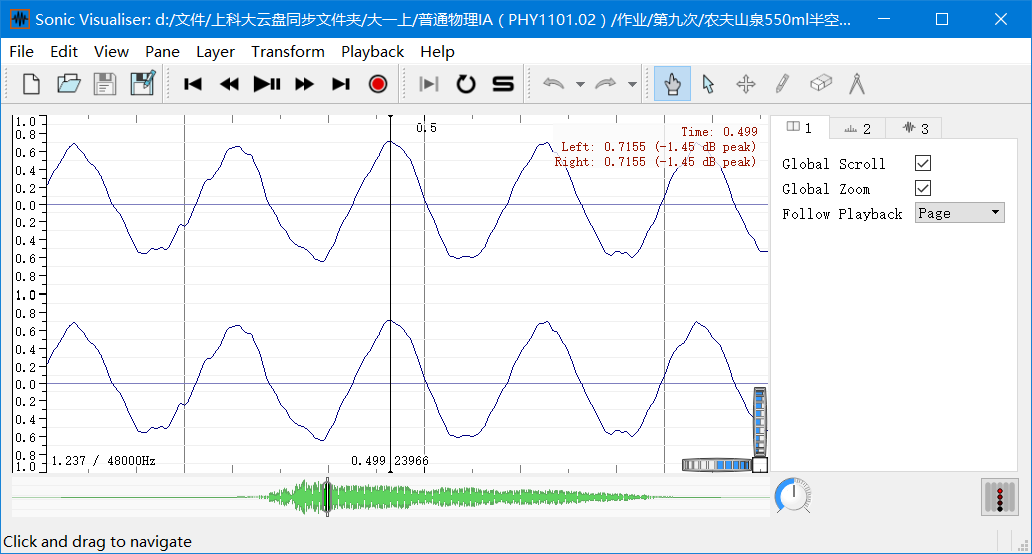 Sonic Visualiser: d:/文件/上科大云盘同步文件夹/大一上/普通物理IA（PHY1101.02）/作业/第九次/农夫山泉550ml半空...
File Edit View Pane Layer Transform Playback Help
1.0
0.8
0.6
0.4
0.2
0.0
0.2
0.4
0.6
0.8
1.0
0.8
0.6
0.4
0.2
0.0
0.2
0.4
0.6
0.8
1.0
0.5
Time: 0.499
Left: 0.7155 (-1.45 dB peak)
Right: 0.7155 (-1.45 dB peak)
1.237 / 48000Hz
0.499 23966
1 2 3
Global Scroll
Global Zoom
Follow Playback Page
Click and drag to navigate